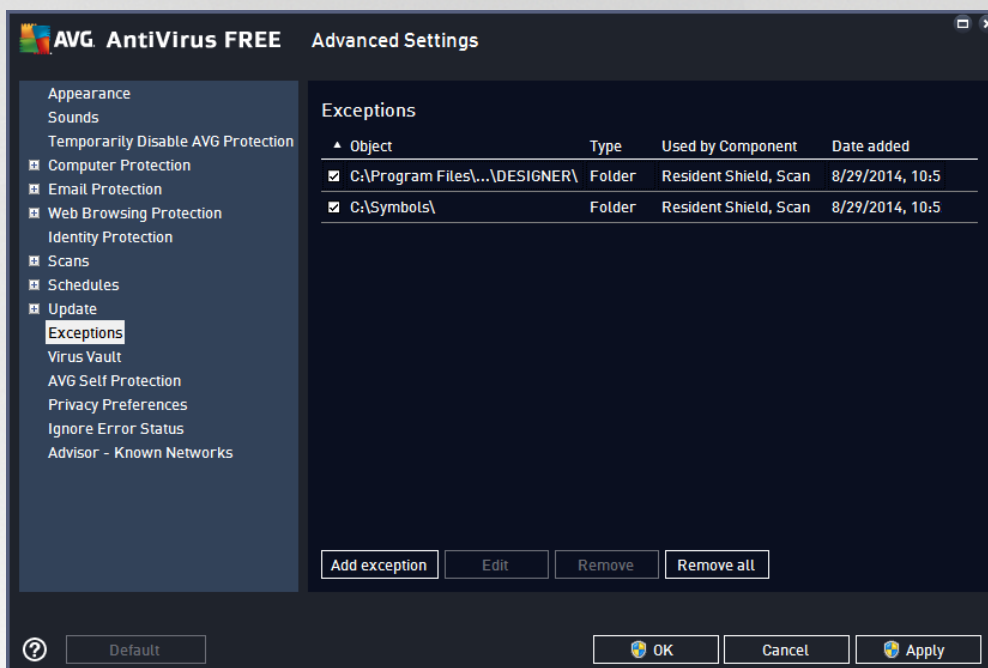 AVG AntiVirus FREE Advanced Settings
Appearance
Sounds
Temporarily Disable AVG Protection
Computer Protection
Email Protection
Web Browsing Protection
Identity Protection
Scans
Schedules
Update
Exceptions
Virus Vault
AVG Self Protection
Privacy Preferences
Ignore Error Status
Advisor - Known Networks
Exceptions
Object Type Used by Component Date added
C:\Program Files\...\DESIGNER\ Folder Resident Shield, Scan 8/29/2014, 10:5
C:\Symbols\ Folder Resident Shield, Scan 8/29/2014, 10:5
Add exception Edit Remove Remove all
? Default OK Cancel Apply